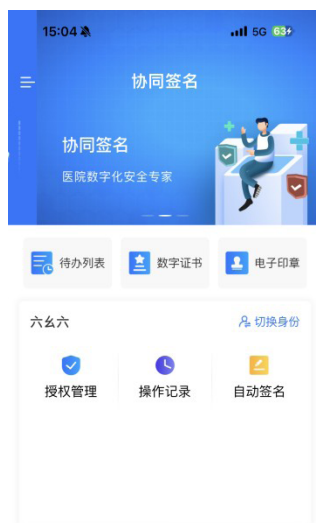 15:04 5G 63
协同签名
协同签名
医院数字化安全专家
待办列表 数字证书 电子印章
六幺六 切换身份
授权管理 操作记录 自动签名